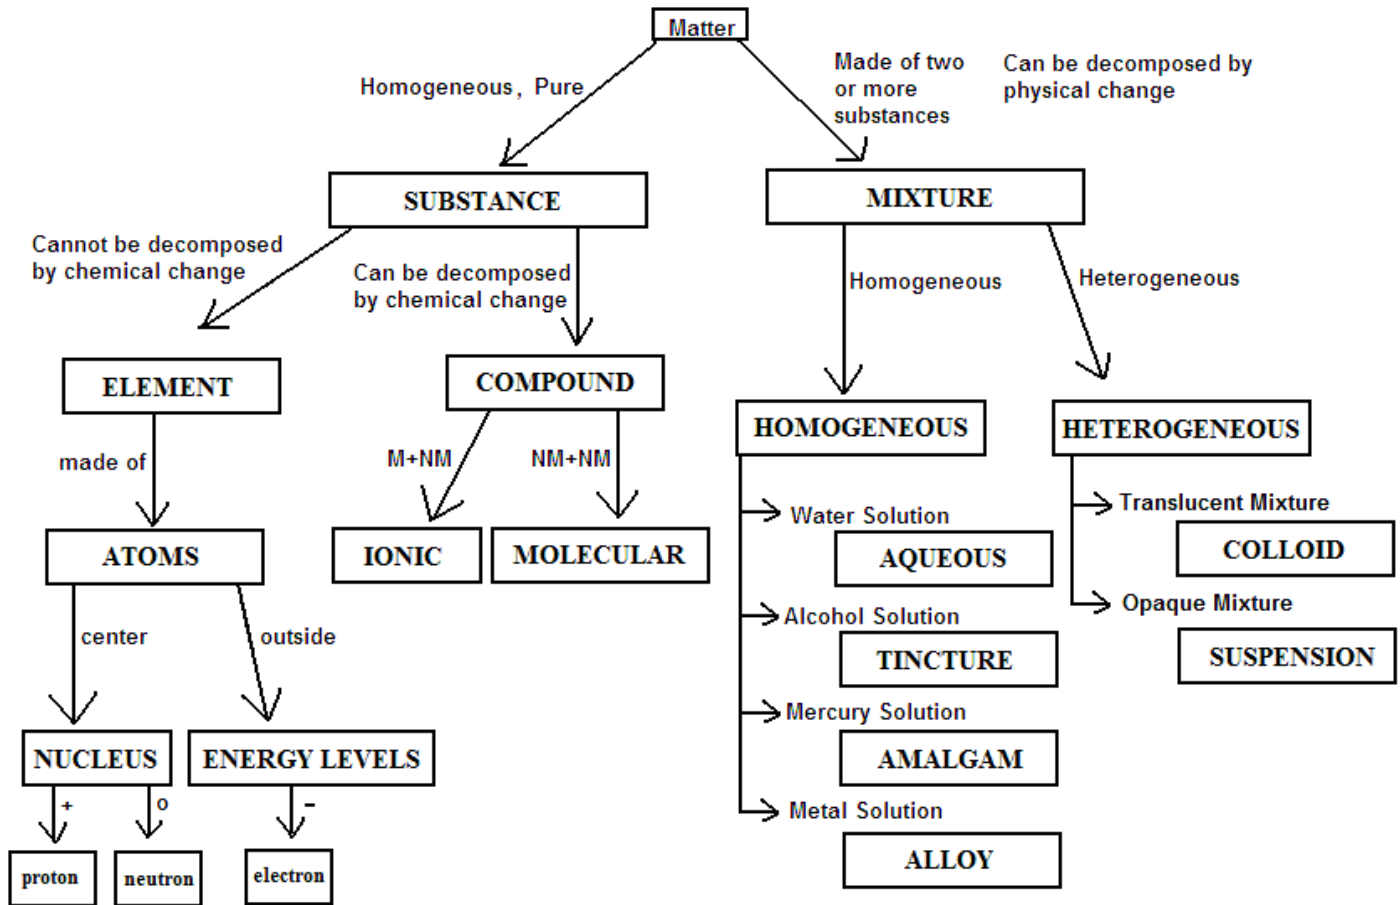 Matter
Homogeneous, Pure
Made of two
or more
substances
Can be decomposed by
physical change
SUBSTANCE
MIXTURE
Cannot be decomposed
by chemical change
Can be decomposed
by chemical change
Homogeneous
Heterogeneous
ELEMENT
COMPOUND
HOMOGENEOUS
HETEROGENEOUS
made of
M+NM
NM+NM
Water Solution
Translucent Mixture
ATOMS
IONIC
MOLECULAR
AQUEOUS
COLLOID
center
outside
Alcohol Solution
Opaque Mixture
TINCTURE
SUSPENSION
Mercury Solution
NUCLEUS
ENERGY LEVELS
AMALGAM
+
o
-
Metal Solution
proton
neutron
electron
ALLOY